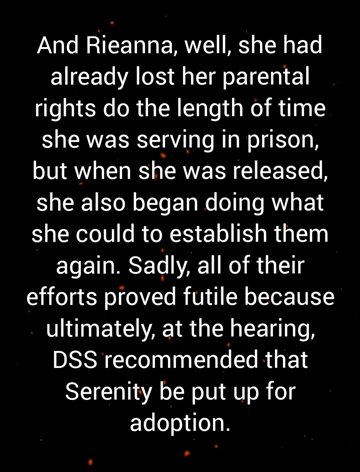 And Rieanna, well, she had
already lost her parental
rights do the length of time
she was serving in prison,
but when she was released,
she also began doing what
she could to establish them
again. Sadly, all of their
efforts proved futile because
ultimately, at the hearing,
DSS recommended that
Serenity be put up for
adoption.